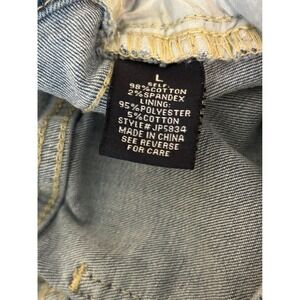 L
SELF
98%COTTON
2%SPANDEX
LINING:
95%POLYESTER
5%COTTON
STYLE#JP5834
MADE IN CHINA
SEE REVERSE
FOR CARE